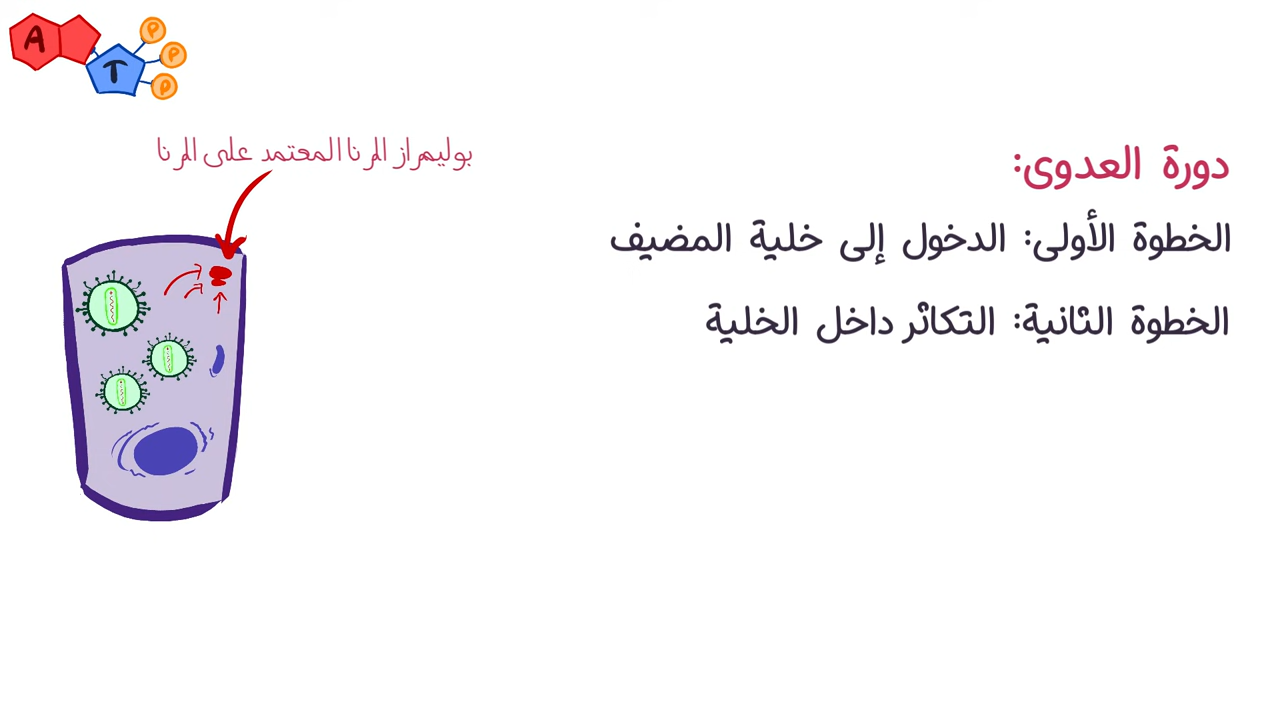 A
T
P
P
P
دورة العدوى:
بوليمراز الرنا المعتمد على الرنا
الخطوة الأولى: الدخول إلى خلية المضيف
الخطوة الثانية: التكاثر داخل الخلية